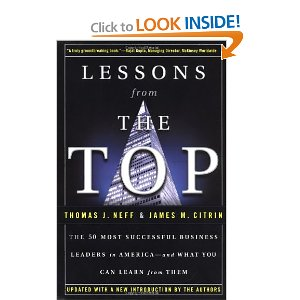 Click to LOOK INSIDE!
"A truly groundbreaking book." —Rajat Gupta, Managing Director, McKinsey Worldwide
LESSONS
from
THE
TOP
THOMAS J. NEFF & JAMES M. CITRIN
THE 50 MOST SUCCESSFUL BUSINESS
LEADERS in AMERICA—and WHAT YOU
CAN LEARN from THEM
UPDATED WITH A NEW INTRODUCTION BY THE AUTHORS